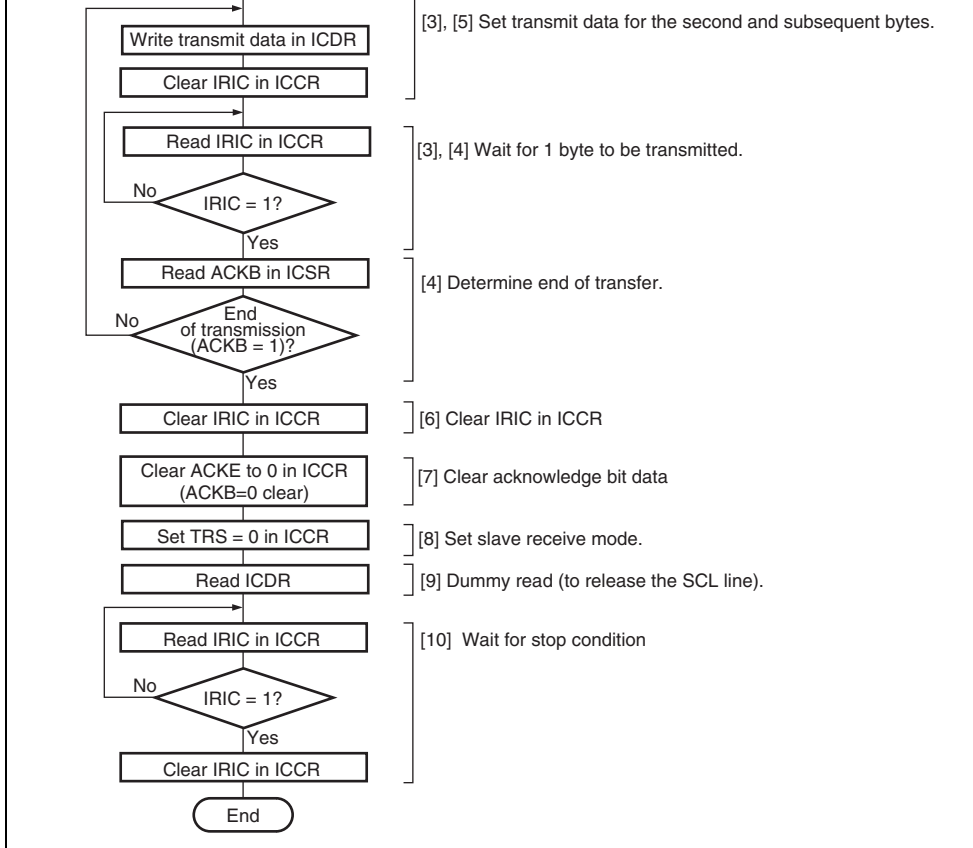 [3], [5] Set transmit data for the second and subsequent bytes.
Write transmit data in ICDR
Clear IRIC in ICCR
Read IRIC in ICCR
[3], [4] Wait for 1 byte to be transmitted.
No
IRIC = 1?
Yes
Read ACKB in ICSR
[4] Determine end of transfer.
No
End
of transmission
(ACKB = 1)?
Yes
Clear IRIC in ICCR
[6] Clear IRIC in ICCR
Clear ACKE to 0 in ICCR
(ACKB=0 clear)
[7] Clear acknowledge bit data
Set TRS = 0 in ICCR
[8] Set slave receive mode.
Read ICDR
[9] Dummy read (to release the SCL line).
Read IRIC in ICCR
[10] Wait for stop condition
No
IRIC = 1?
Yes
Clear IRIC in ICCR
End